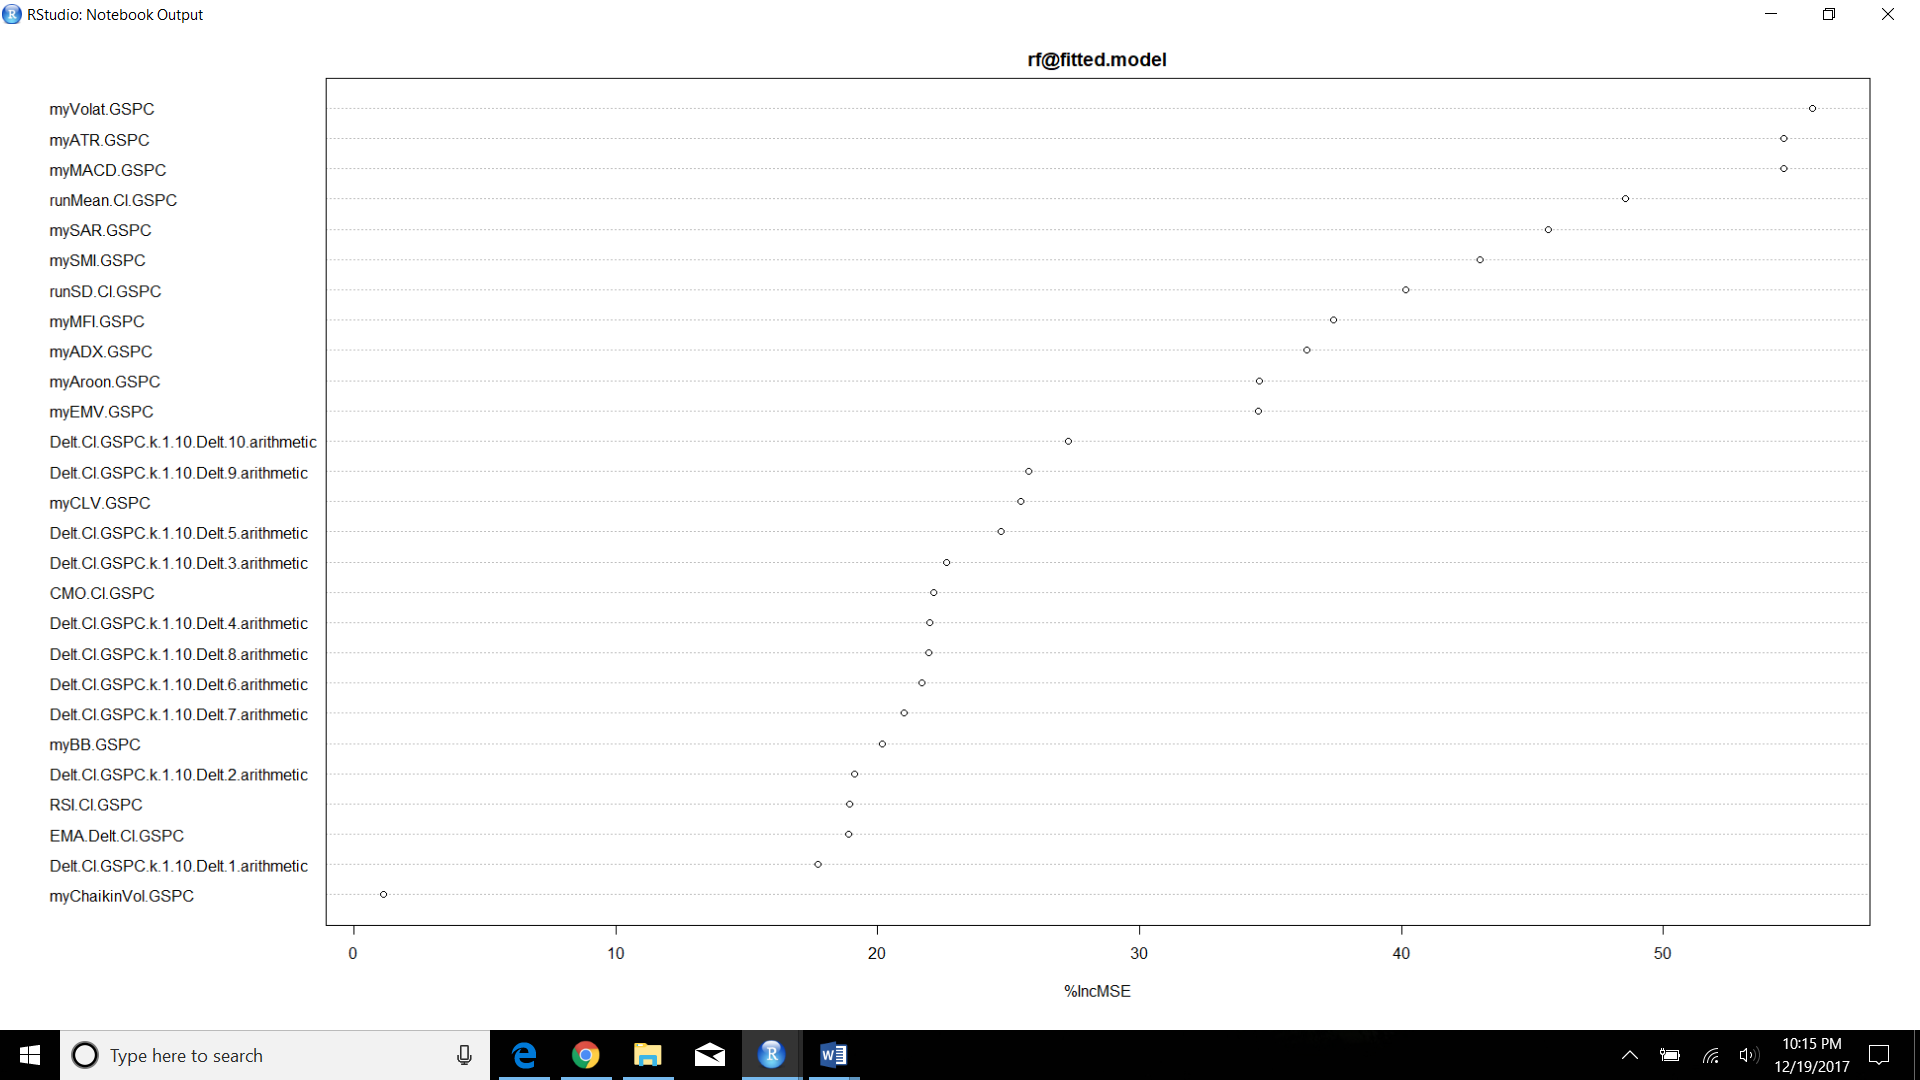 RStudio: Notebook Output
rf@fitted.model
myVolat.GSPC
myATR.GSPC
myMACD.GSPC
runMean.Cl.GSPC
mySAR.GSPC
mySMI.GSPC
runSD.Cl.GSPC
myMFI.GSPC
myADX.GSPC
myAroon.GSPC
myEMV.GSPC
Delt.Cl.GSPC.k.1.10.Delt.10.arithmetic
Delt.Cl.GSPC.k.1.10.Delt.9.arithmetic
myCLV.GSPC
Delt.Cl.GSPC.k.1.10.Delt.5.arithmetic
Delt.Cl.GSPC.k.1.10.Delt.3.arithmetic
CMO.Cl.GSPC
Delt.Cl.GSPC.k.1.10.Delt.4.arithmetic
Delt.Cl.GSPC.k.1.10.Delt.8.arithmetic
Delt.Cl.GSPC.k.1.10.Delt.6.arithmetic
Delt.Cl.GSPC.k.1.10.Delt.7.arithmetic
myBB.GSPC
Delt.Cl.GSPC.k.1.10.Delt.2.arithmetic
RSI.Cl.GSPC
EMA.Delt.Cl.GSPC
Delt.Cl.GSPC.k.1.10.Delt.1.arithmetic
myChaikinVol.GSPC
0 10 20 30 40 50
%IncMSE
Type here to search
10:15 PM
12/19/2017